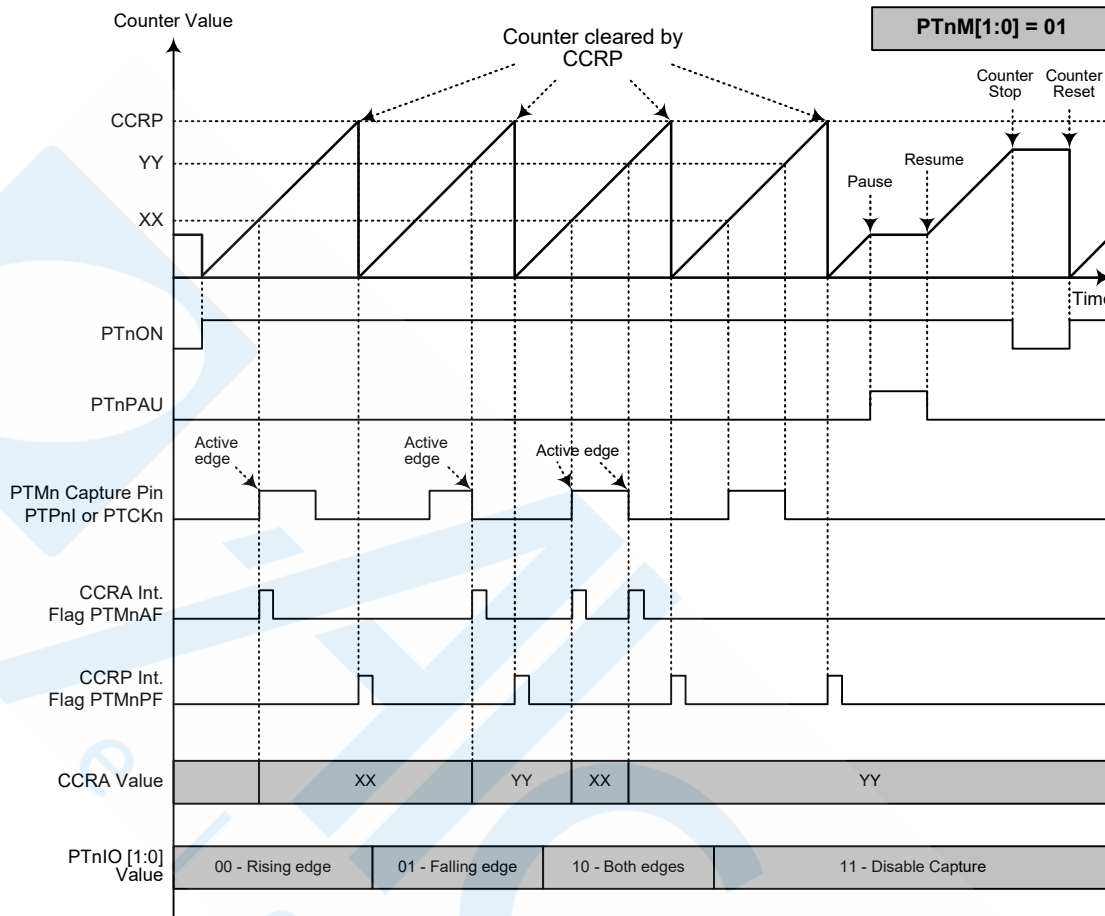 Counter Value
PTnM[1:0] = 01
Counter cleared by
CCRP
Counter
Stop
Counter
Reset
CCRP
YY
Resume
Pause
XX
Time
PTnON
PTnPAU
Active
edge
Active
edge
Active edge
PTMn Capture Pin
PTPnI or PTCKn
CCRA Int.
Flag PTMnAF
CCRP Int.
Flag PTMnPF
CCRA Value
XX
YY
XX
YY
PTnIO [1:0]
Value
00 - Rising edge
01 - Falling edge
10 - Both edges
11 - Disable Capture